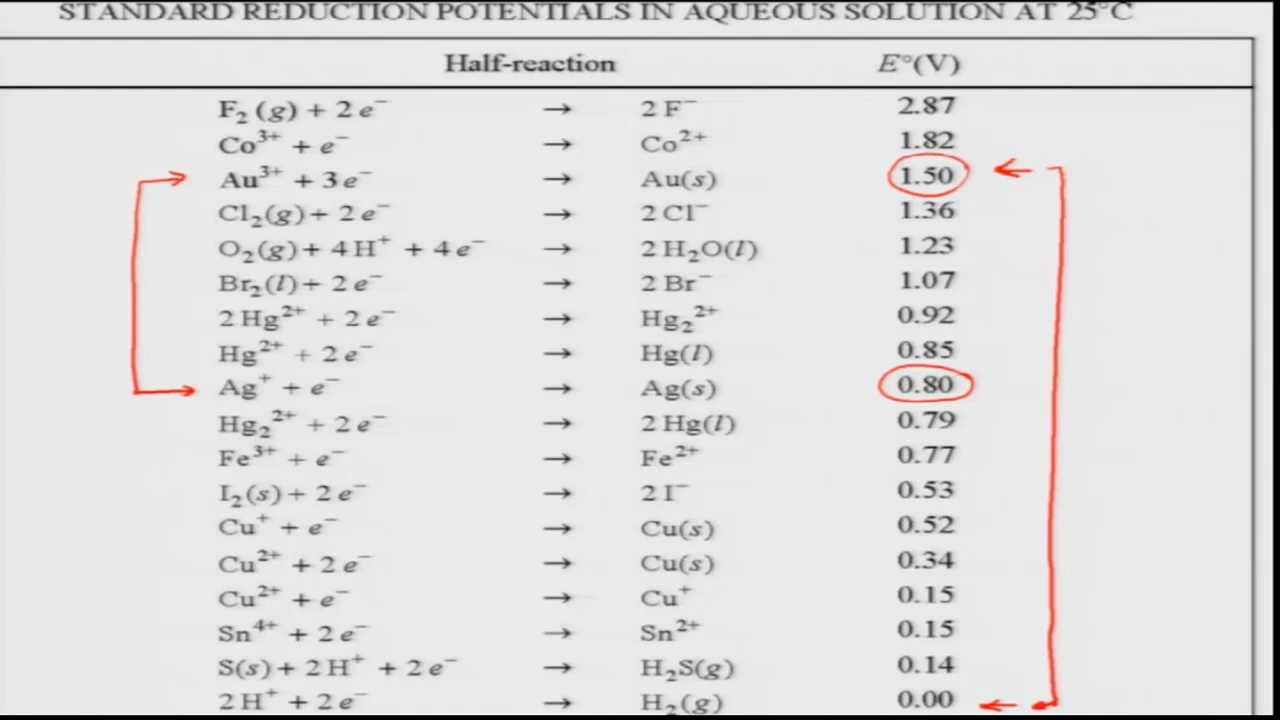 STANDARD REDUCTION POTENTIALS IN AQUEOUS SOLUTION AT 25°C
Half-reaction E°(V)
F₂ (g) + 2 e⁻ → 2 F⁻ 2.87
Co³⁺ + e⁻ → Co²⁺ 1.82
Au³⁺ + 3 e⁻ → Au(s) 1.50
Cl₂(g) + 2 e⁻ → 2 Cl⁻ 1.36
O₂(g) + 4 H⁺ + 4 e⁻ → 2 H₂O(l) 1.23
Br₂(l) + 2 e⁻ → 2 Br⁻ 1.07
2 Hg²⁺ + 2 e⁻ → Hg₂²⁺ 0.92
Hg²⁺ + 2 e⁻ → Hg(l) 0.85
Ag⁺ + e⁻ → Ag(s) 0.80
Hg₂²⁺ + 2 e⁻ → 2 Hg(l) 0.79
Fe³⁺ + e⁻ → Fe²⁺ 0.77
I₂(s) + 2 e⁻ → 2 I⁻ 0.53
Cu⁺ + e⁻ → Cu(s) 0.52
Cu²⁺ + 2 e⁻ → Cu(s) 0.34
Cu²⁺ + e⁻ → Cu⁺ 0.15
Sn⁴⁺ + 2 e⁻ → Sn²⁺ 0.15
S(s) + 2 H⁺ + 2 e⁻ → H₂S(g) 0.14
2 H⁺ + 2 e⁻ → H₂(g) 0.00